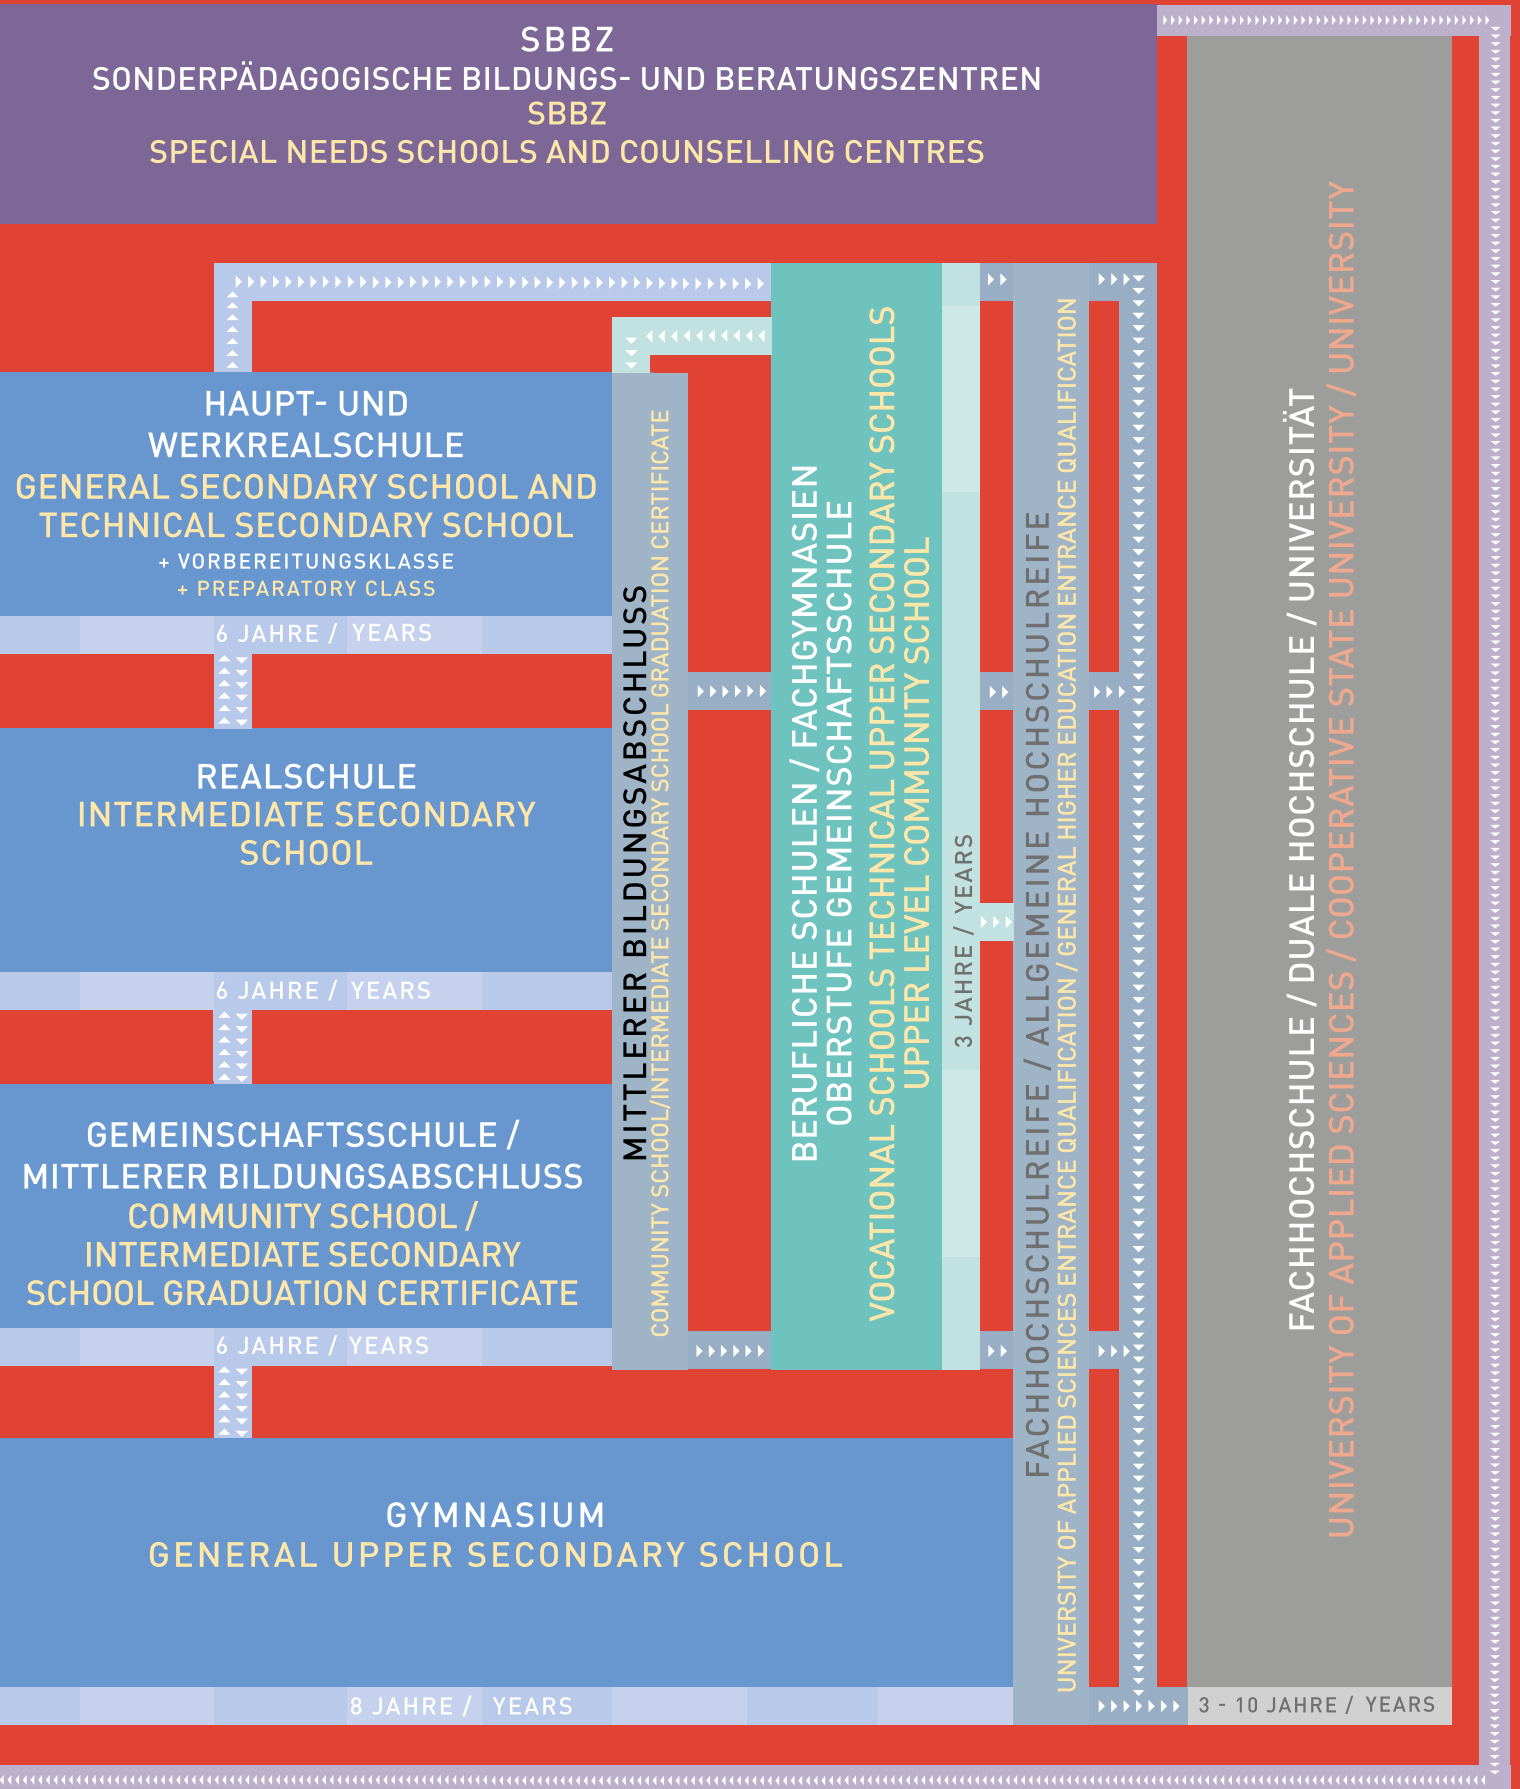 SBBZ
SONDERPÄDAGOGISCHE BILDUNGS- UND BERATUNGSZENTREN
SBBZ
SPECIAL NEEDS SCHOOLS AND COUNSELLING CENTRES
HAUPT- UND
WERKREALSCHULE
GENERAL SECONDARY SCHOOL AND
TECHNICAL SECONDARY SCHOOL
+ VORBEREITUNGSKLASSE
+ PREPARATORY CLASS
6 JAHRE / YEARS
REALSCHULE
INTERMEDIATE SECONDARY
SCHOOL
6 JAHRE / YEARS
GEMEINSCHAFTSSCHULE /
MITTLERER BILDUNGSABSCHLUSS
COMMUNITY SCHOOL /
INTERMEDIATE SECONDARY
SCHOOL GRADUATION CERTIFICATE
6 JAHRE / YEARS
GYMNASIUM
GENERAL UPPER SECONDARY SCHOOL
8 JAHRE / YEARS
MITTLERER BILDUNGSABSCHLUSS
COMMUNITY SCHOOL/INTERMEDIATE SECONDARY SCHOOL GRADUATION CERTIFICATE
BERUFLICHE SCHULEN / FACHGYMNASIEN
OBERSTUFE GEMEINSCHAFTSSCHULE
VOCATIONAL SCHOOLS TECHNICAL UPPER SECONDARY SCHOOLS
UPPER LEVEL COMMUNITY SCHOOL
3 JAHRE / YEARS
FACHHOCHSCHULREIFE / ALLGEMEINE HOCHSCHULREIFE
UNIVERSITY OF APPLIED SCIENCES ENTRANCE QUALIFICATION / GENERAL HIGHER EDUCATION ENTRANCE QUALIFICATION
FACHHOCHSCHULE / DUALE HOCHSCHULE / UNIVERSITÄT
UNIVERSITY OF APPLIED SCIENCES / COOPERATIVE STATE UNIVERSITY / UNIVERSITY
3 - 10 JAHRE / YEARS